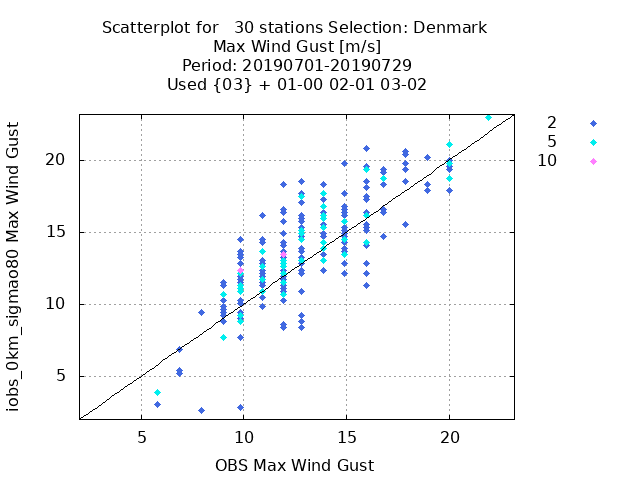 Scatterplot for   30 stations Selection: Denmark
Max Wind Gust [m/s]
Period: 20190701-20190729
Used {03} + 01-00 02-01 03-02
iobs_0km_sigmao80 Max Wind Gust
20
15
10
5
5 10 15 20
OBS Max Wind Gust
2
5
10